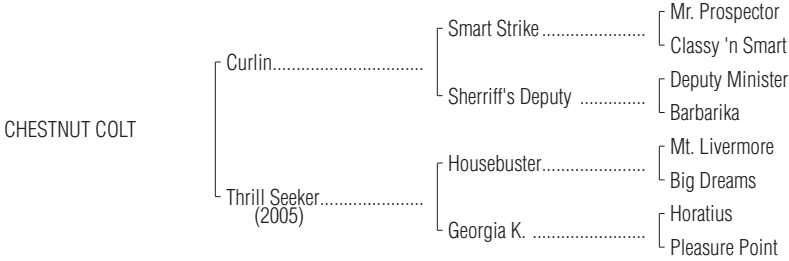 Mr. Prospector
Smart Strike......................
Classy 'n Smart
Curlin................................
Deputy Minister
Sherriff's Deputy ..............
Barbarika
CHESTNUT COLT
Mt. Livermore
Housebuster......................
Big Dreams
Thrill Seeker......................
(2005)
Horatius
Georgia K. ........................
Pleasure Point